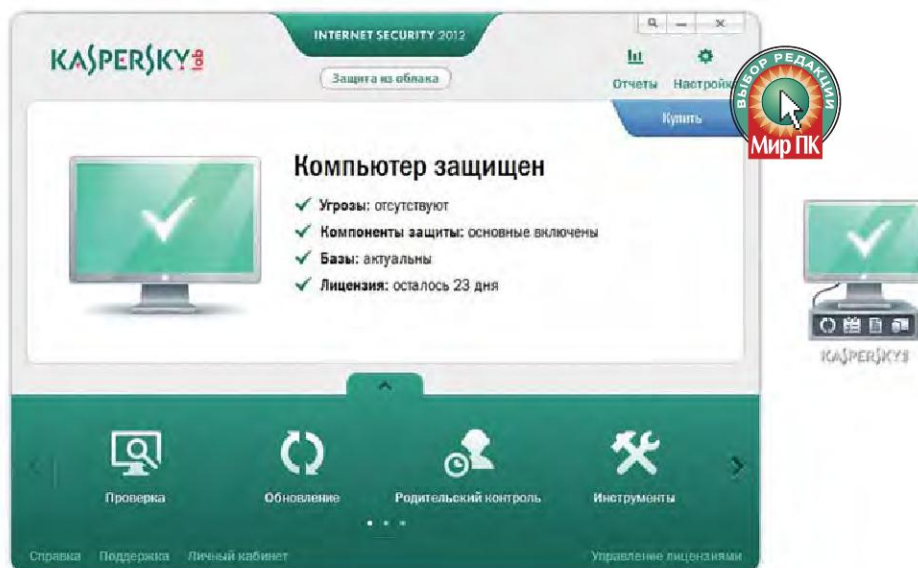 INTERNET SECURITY 2012
KASPERSKY lab
Защита из облака
Отчеты Настройка
Купить
ВЫБОР РЕДАКЦИИ
Мир ПК
Компьютер защищен
Угрозы: отсутствуют
Компоненты защиты: основные включены
Базы: актуальны
Лицензия: осталось 23 дня
KASPERSKY
Проверка
Обновление
Родительский контроль
Инструменты
Справка Поддержка Личный кабинет
Управление лицензиями